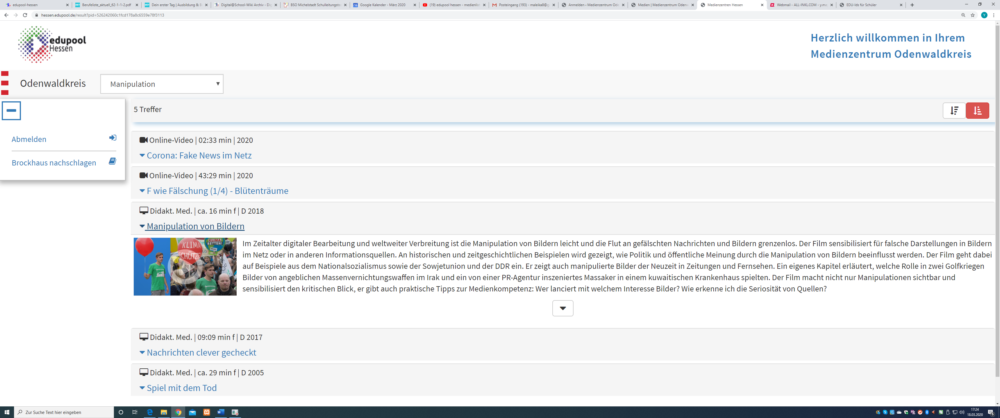 edupool-hessen
Berufeliste_aktuell_62-1-1-2.pdf
Dein erster Tag | Ausbildung & Be
Digital@School-Wiki Archiv - Dig
BSO Michelstadt Schulleitungstea
Google Kalender - März 2020
(19) edupool hessen - medienlist
Posteingang (193) - maleika8@g
Anmelden ‹ Medienzentrum Ode
Medien | Medienzentrum Odenw
Medienzentren Hessen
Webmail - ALL-INKL.COM - y.ma
EDU-Ids für Schüler
hessen.edupool.de/result?pid=526242060c1fcd178a8c6559e78f3113
Y
edupool
Hessen
Herzlich willkommen in Ihrem
Medienzentrum Odenwaldkreis
Odenwaldkreis
Manipulation
5 Treffer
Abmelden
Brockhaus nachschlagen
Online-Video | 02:33 min | 2020
Corona: Fake News im Netz
Online-Video | 43:29 min | 2020
F wie Fälschung (1/4) - Blütenträume
Didakt. Med. | ca. 16 min f | D 2018
Manipulation von Bildern
KLIMA
SCHÜTZE
KLIMA
RETTEN!
Im Zeitalter digitaler Bearbeitung und weltweiter Verbreitung ist die Manipulation von Bildern leicht und die Flut an gefälschten Nachrichten und Bildern grenzenlos. Der Film sensibilisiert für falsche Darstellungen in Bildern
im Netz oder in anderen Informationsquellen. An historischen und zeitgeschichtlichen Beispielen wird gezeigt, wie Politik und öffentliche Meinung durch die Manipulation von Bildern beeinflusst werden. Der Film geht dabei
auf Beispiele aus dem Nationalsozialismus sowie der Sowjetunion und der DDR ein. Er zeigt auch manipulierte Bilder der Neuzeit in Zeitungen und Fernsehen. Ein eigenes Kapitel erläutert, welche Rolle in zwei Golfkriegen
Bilder von angeblichen Massenvernichtungswaffen im Irak und ein von einer PR-Agentur inszeniertes Massaker in einem kuwaitischen Krankenhaus spielten. Der Film macht nicht nur Manipulationen sichtbar und
sensibilisiert den kritischen Blick, er gibt auch praktische Tipps zur Medienkompetenz: Wer lanciert mit welchem Interesse Bilder? Wie erkenne ich die Seriosität von Quellen?
Didakt. Med. | 09:09 min f | D 2017
Nachrichten clever gecheckt
Didakt. Med. | ca. 29 min f | D 2005
Spiel mit dem Tod
Zur Suche Text hier eingeben
17:24
18.03.2020
6